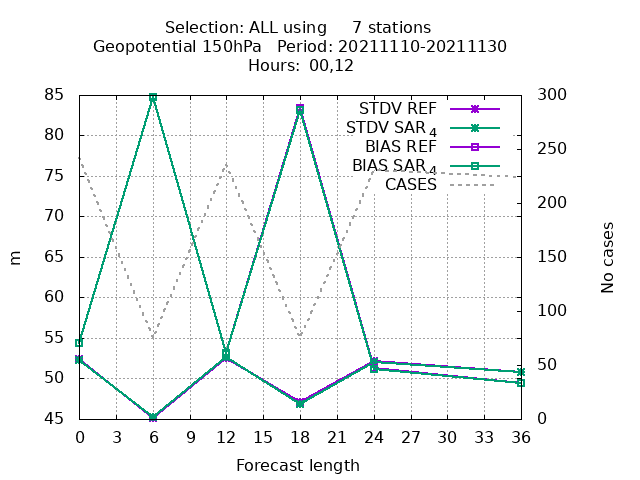 Selection: ALL using     7 stations
Geopotential 150hPa   Period: 20211110-20211130
Hours: 00,12
STDV REF
STDV SAR 4
BIAS REF
BIAS SAR 4
CASES
85
80
75
70
65
60
55
50
45
m
300
250
200
150
100
50
0
No cases
0 3 6 9 12 15 18 21 24 27 30 33 36
Forecast length